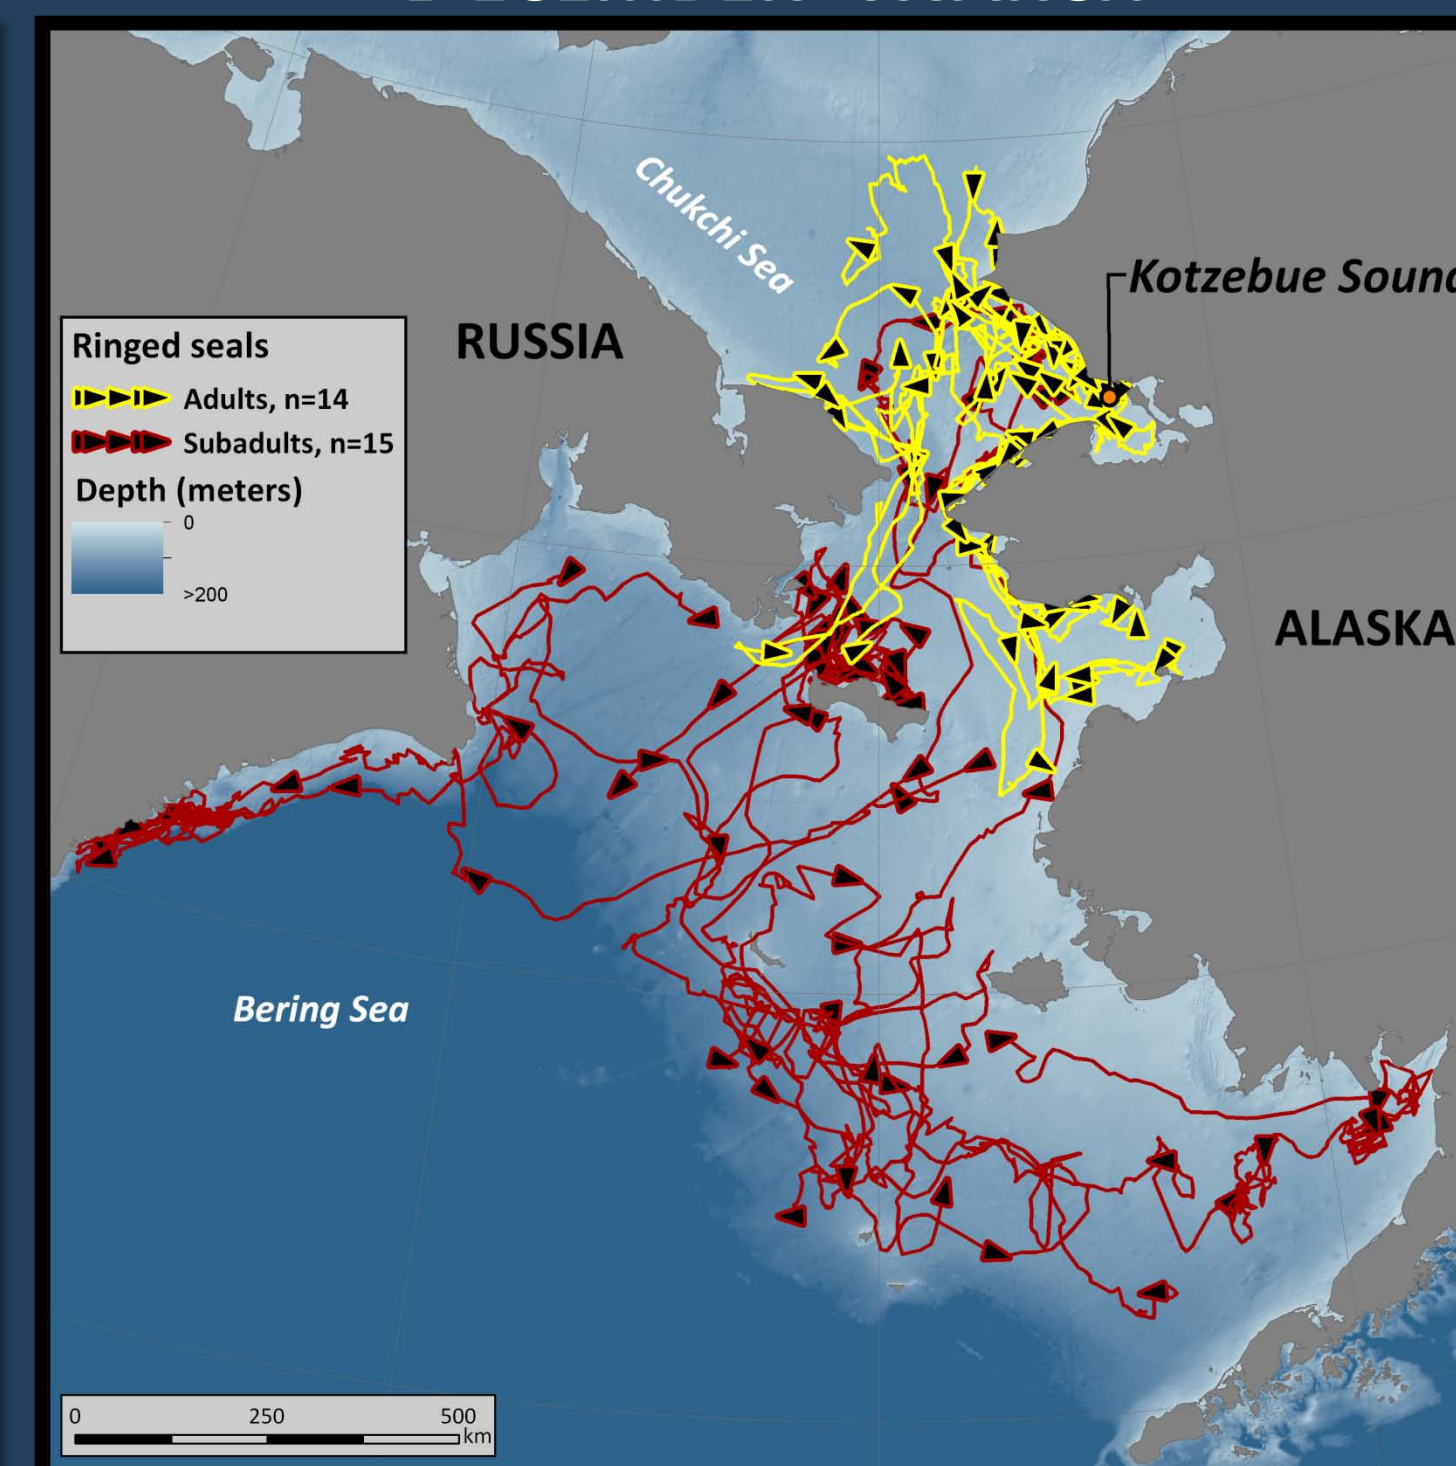 Chukchi Sea
Kotzebue Sound
RUSSIA
Ringed seals
Adults, n=14
Subadults, n=15
Depth (meters)
0
>200
ALASKA
Bering Sea
0 250 500
km